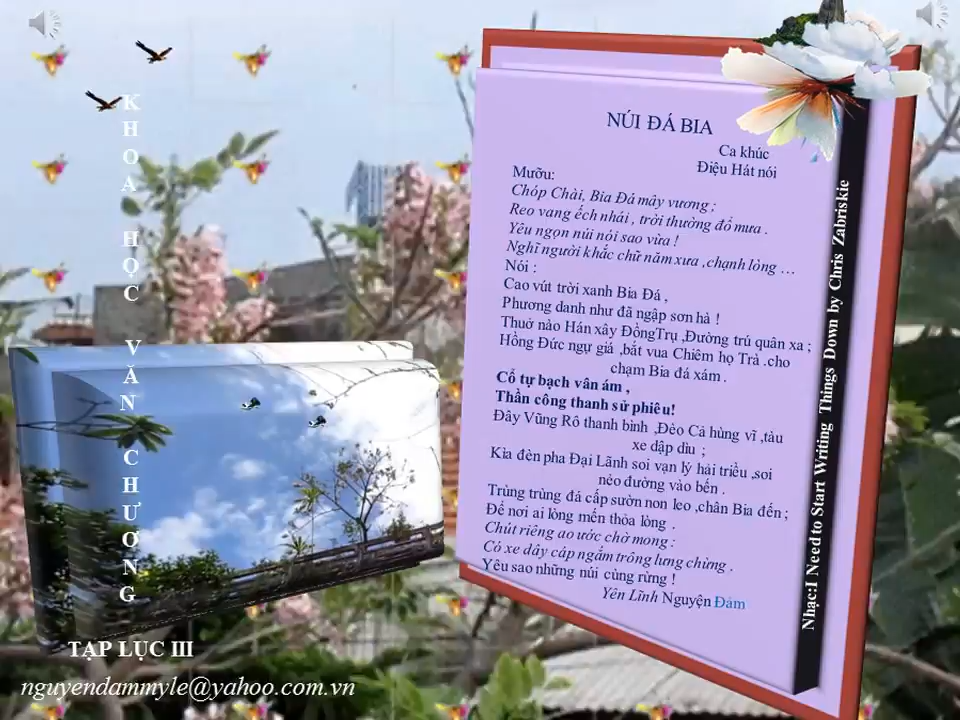 KHOA HỌC VĂN CHƯƠNG
TẠP LỤC III
nguyendammyle@yahoo.com.vn
NÚI ĐÁ BIA
Ca khúc
Điệu Hát nói
Mưỡu:
Chóp Chài, Bia Đá mây vương ;
Reo vang ếch nhái , trời thường đổ mưa .
Yêu ngọn núi nói sao vừa !
Nghĩ người khắc chữ năm xưa ,chạnh lòng …
Nói :
Cao vút trời xanh Bia Đá ,
Phương danh như đã ngập sơn hà !
Thuở nào Hán xây ĐồngTrụ ,Đường trú quân xa ;
Hồng Đức ngự giá ,bắt vua Chiêm họ Trà .cho
chạm Bia đá xám .
Cổ tự bạch vân ám ,
Thần công thanh sử phiêu!
Đây Vũng Rô thanh bình ,Đèo Cả hùng vĩ ,tàu
xe dập dìu ;
Kìa đèn pha Đại Lãnh soi vạn lý hải triều ,soi
nẻo đường vào bến .
Trùng trùng đá cấp sườn non leo ,chân Bia đến ;
Để nơi ai lòng mến thỏa lòng .
Chút riêng ao ước chờ mong :
Có xe dây cáp ngắm trông lưng chừng .
Yêu sao những núi cùng rừng !
Yên Lĩnh Nguyện Đảm
Nhạc:I Need to Start Writing Things Down by Chris Zabriskie